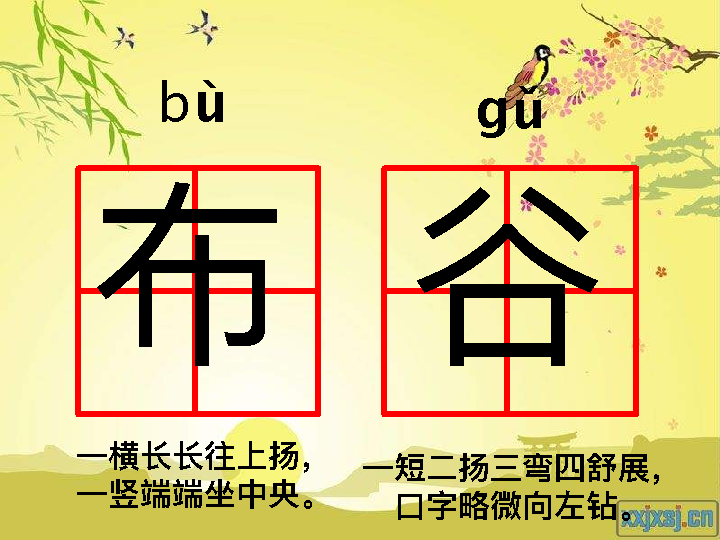 bù
gǔ
布
谷
一横长长往上扬，
一竖端端坐中央。
一短二扬三弯四舒展，
口字略微向左钻。
xxjxsj.cn